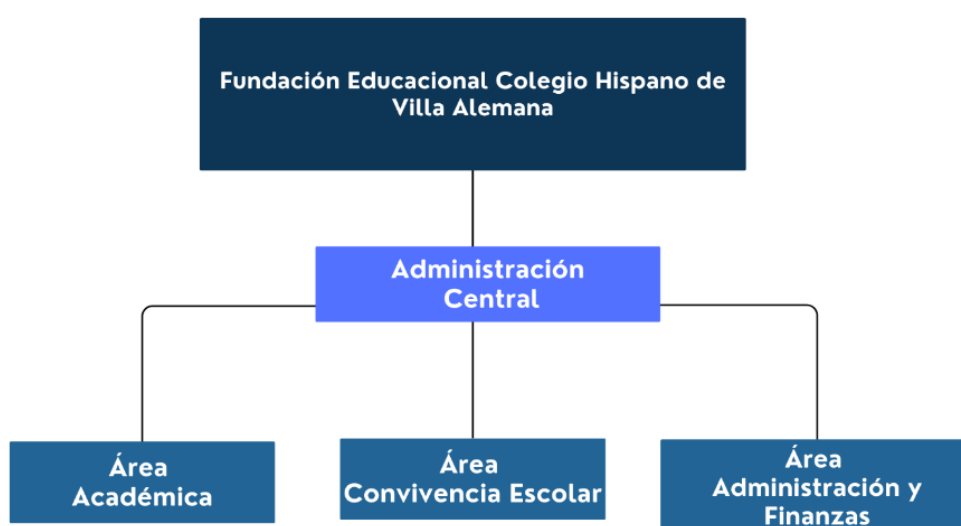 Fundación Educacional Colegio Hispano de
Villa Alemana
Administración
Central
Área
Académica
Área
Convivencia Escolar
Área
Administración y
Finanzas